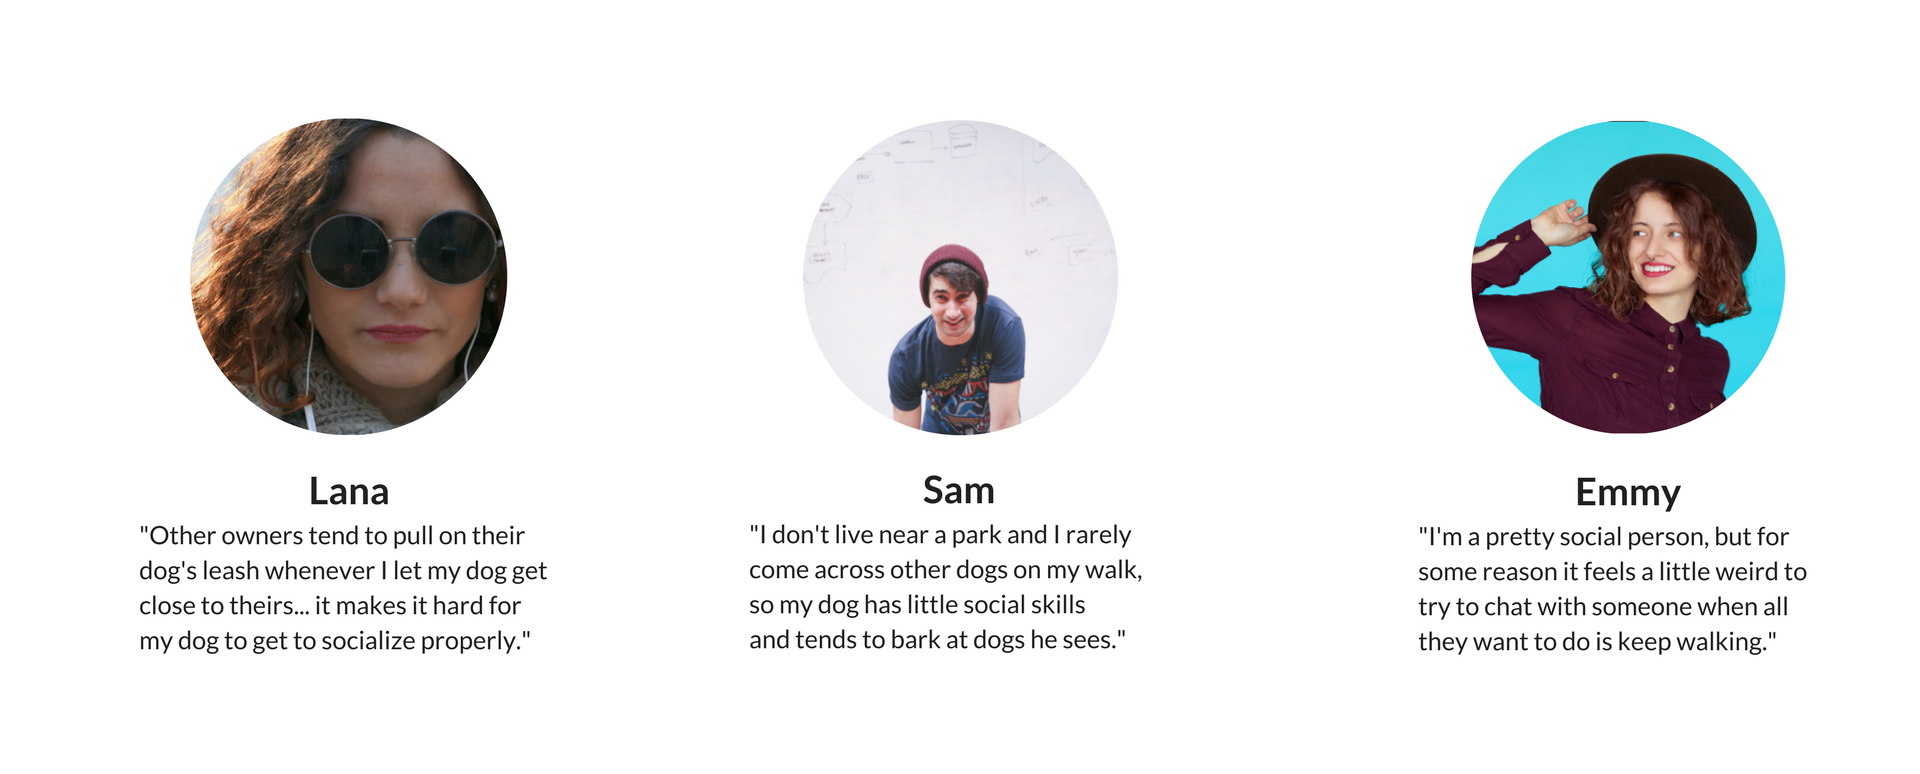 Lana
"Other owners tend to pull on their
dog's leash whenever I let my dog get
close to theirs... it makes it hard for
my dog to get to socialize properly."
Sam
"I don't live near a park and I rarely
come across other dogs on my walk,
so my dog has little social skills
and tends to bark at dogs he sees."
Emmy
"I'm a pretty social person, but for
some reason it feels a little weird to
try to chat with someone when all
they want to do is keep walking."